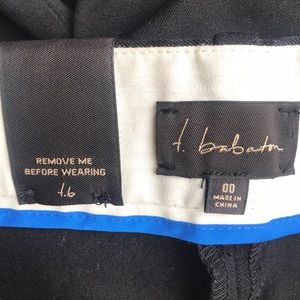 REMOVE ME
BEFORE WEARING
t.b
t. babaton
00
MADE IN
CHINA